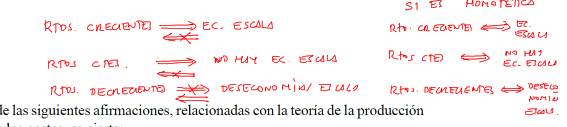 SI ES HOMOTÉTICA
RTOS. CRECIENTES ⟹ EC. ESCALA
RTOS CTES. ⟹ NO HAY EC. ESCALA
RTOS. DECRECIENTES DESECONOMÍAS ESCALA
RTO. CRECIENTES ⟺ EC. ESCALA
RTOS CTES ⟺ NO HAY EC. ESCALA
RTOS. DECRECIENTES ⟺ DESECONOMÍAS ESCALA.
de las siguientes afirmaciones, relacionadas con la teoría de la producción